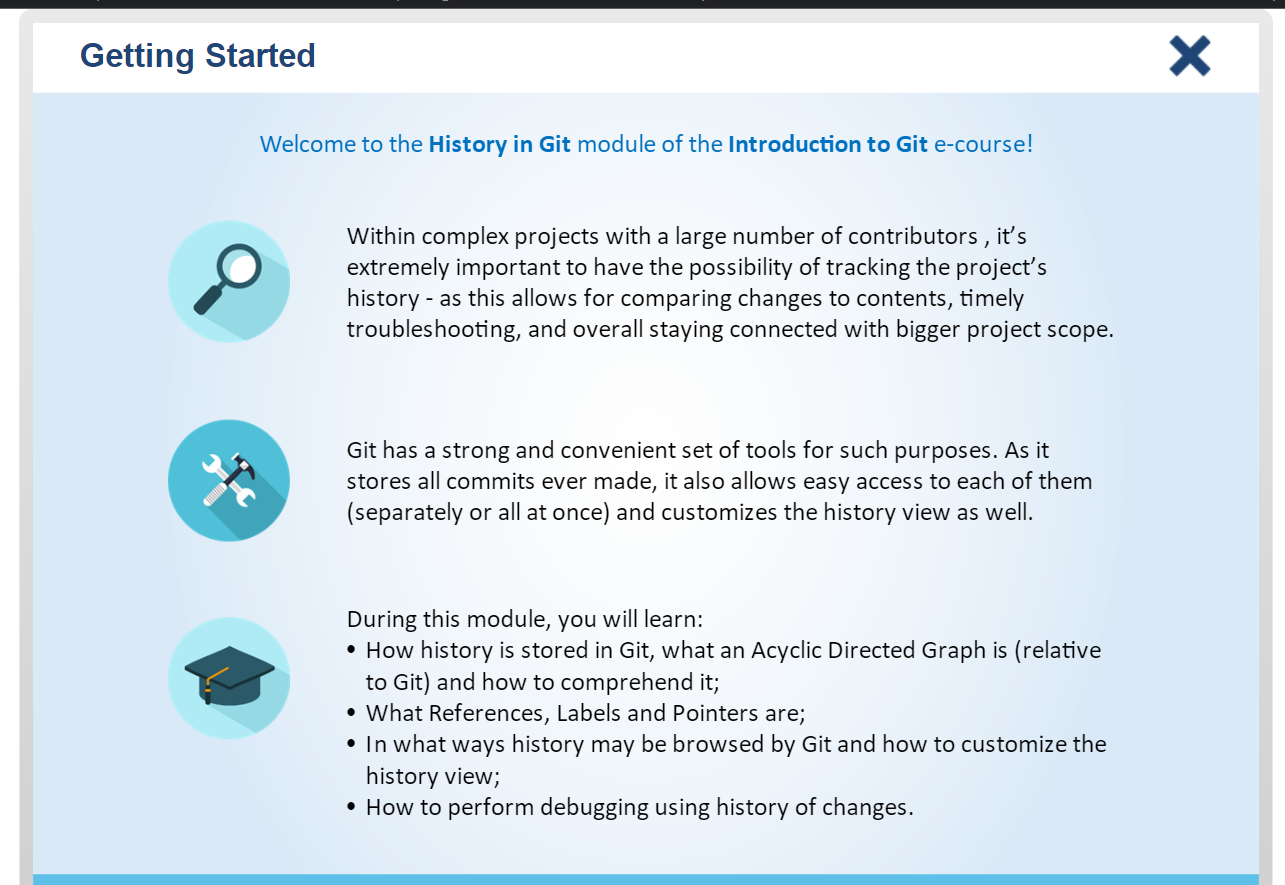 Getting Started
Welcome to the History in Git module of the Introduction to Git e-course!
Within complex projects with a large number of contributors , it’s
extremely important to have the possibility of tracking the project’s
history - as this allows for comparing changes to contents, timely
troubleshooting, and overall staying connected with bigger project scope.
Git has a strong and convenient set of tools for such purposes. As it
stores all commits ever made, it also allows easy access to each of them
(separately or all at once) and customizes the history view as well.
During this module, you will learn:
• How history is stored in Git, what an Acyclic Directed Graph is (relative
to Git) and how to comprehend it;
• What References, Labels and Pointers are;
• In what ways history may be browsed by Git and how to customize the
history view;
• How to perform debugging using history of changes.